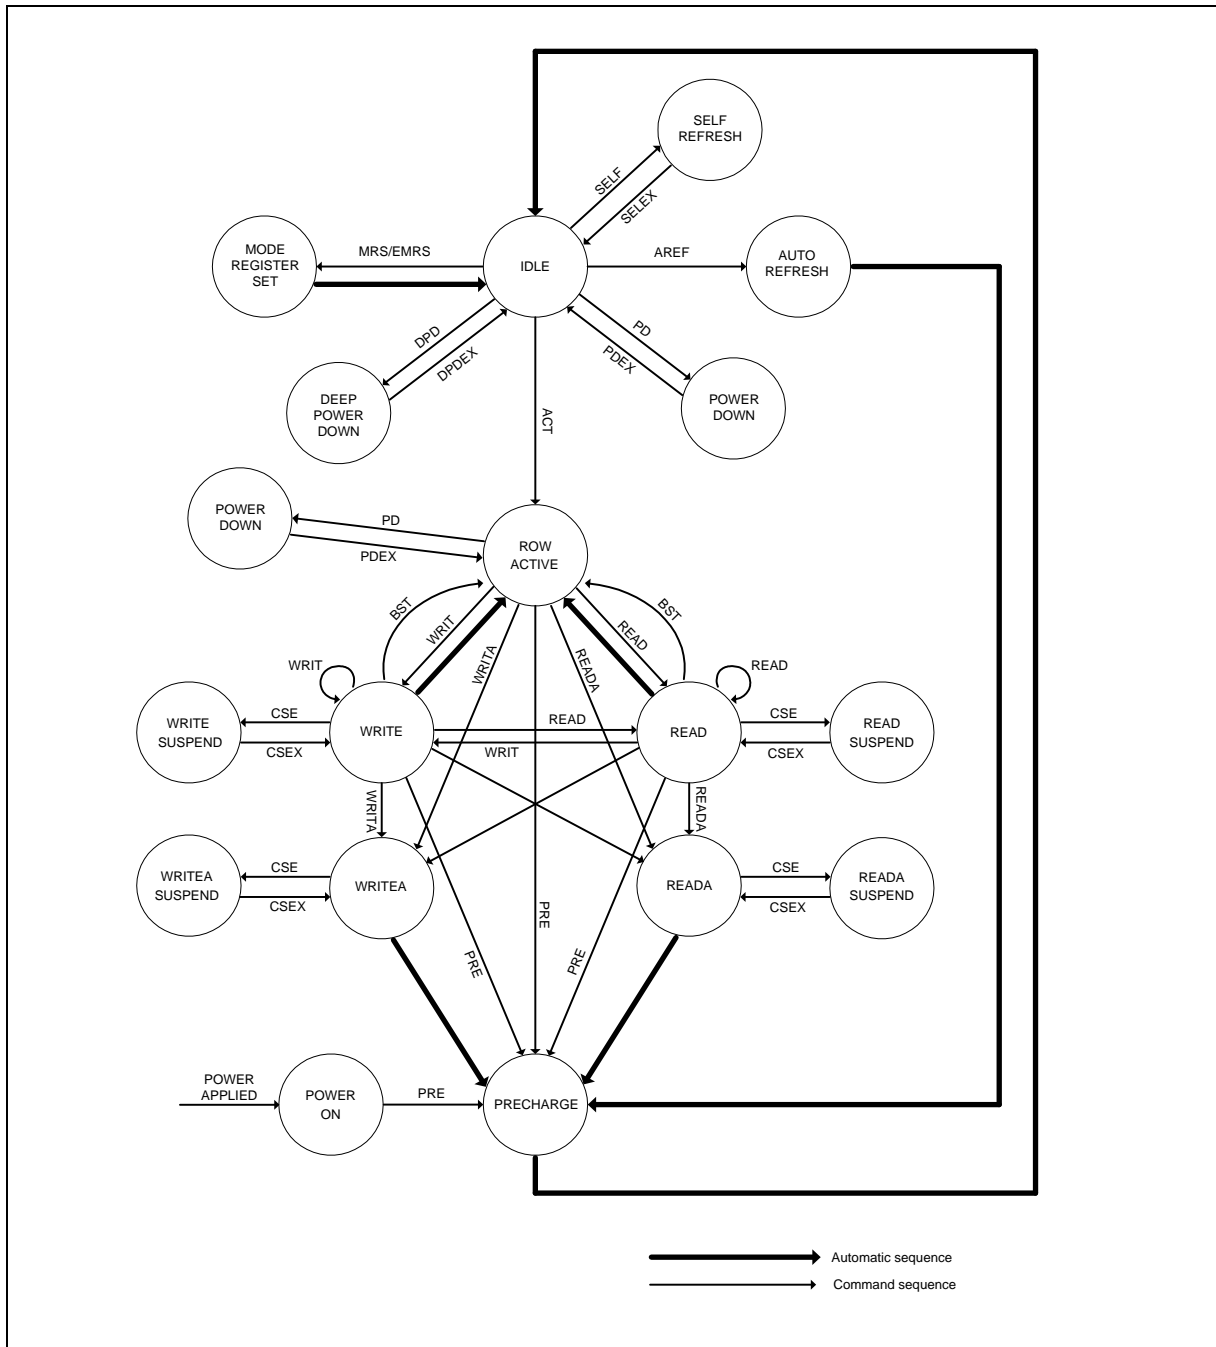 SELF
REFRESH
SELF
SELEX
MODE
REGISTER
SET
MRS/EMRS
IDLE
AREF
AUTO
REFRESH
DPD
DPDEX
PD
PDEX
DEEP
POWER
DOWN
ACT
POWER
DOWN
POWER
DOWN
PD
PDEX
ROW
ACTIVE
BST
WRIT
WRITA
READ
READA
BST
WRIT
READ
WRITE
SUSPEND
CSE
CSEX
WRITE
READ
WRIT
READ
CSE
CSEX
READ
SUSPEND
WRITA
READA
WRITEA
SUSPEND
CSE
CSEX
WRITEA
READA
CSE
CSEX
READA
SUSPEND
PRE
PRE
PRE
POWER
APPLIED
POWER
ON
PRE
PRECHARGE
Automatic sequence
Command sequence